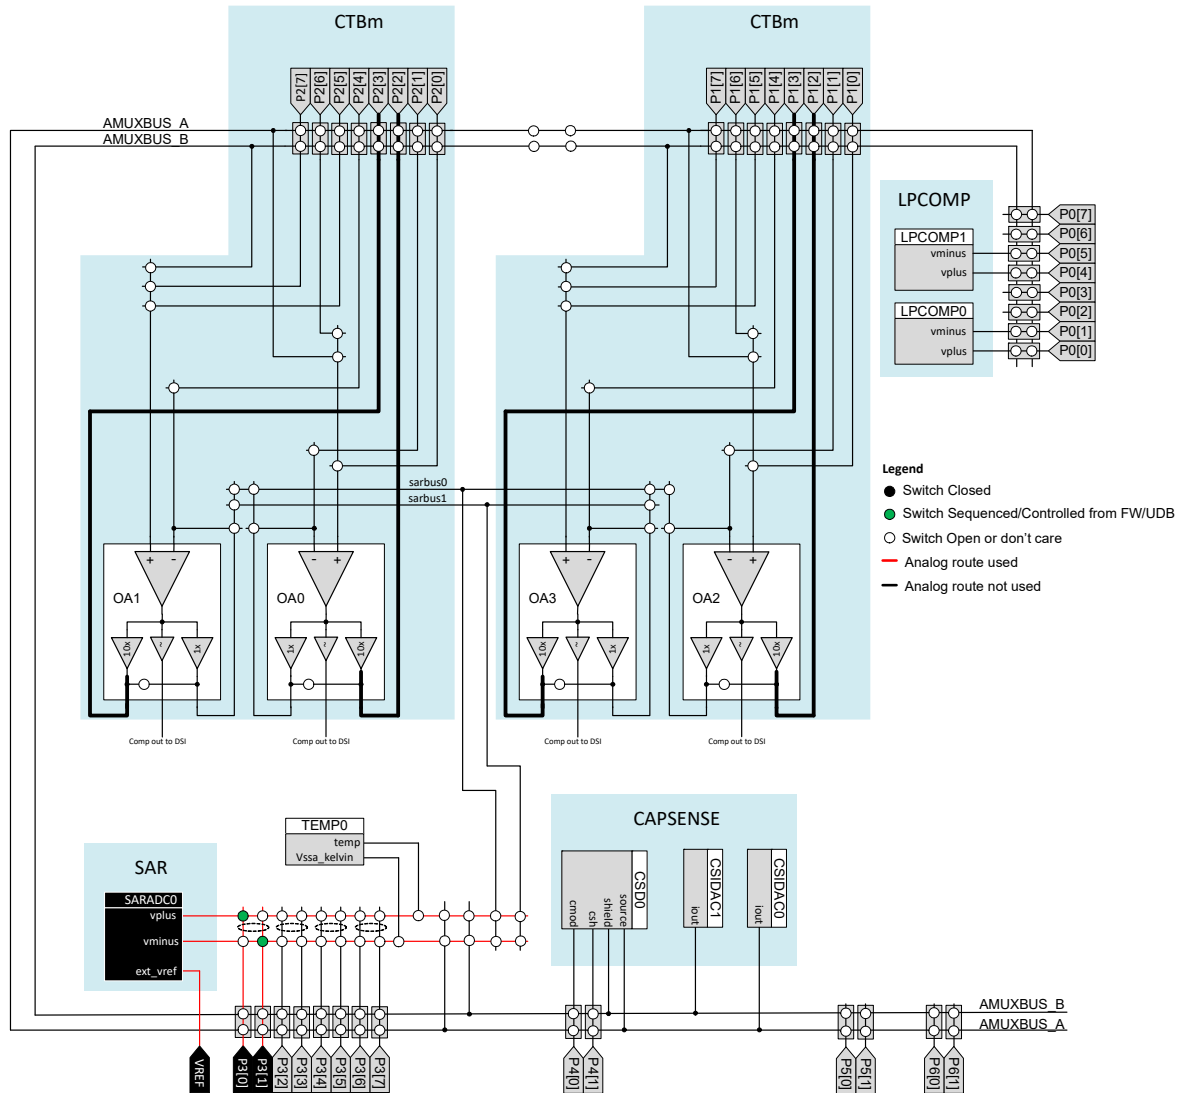 CTBm
CTBm
P2[7]
P2[6]
P2[5]
P2[4]
P2[3]
P2[2]
P2[1]
P2[0]
P1[7]
P1[6]
P1[5]
P1[4]
P1[3]
P1[2]
P1[1]
P1[0]
AMUXBUS_A
AMUXBUS_B
LPCOMP
LPCOMP1
vminus
vplus
LPCOMP0
vminus
vplus
P0[7]
P0[6]
P0[5]
P0[4]
P0[3]
P0[2]
P0[1]
P0[0]
Legend
Switch Closed
Switch Sequenced/Controlled from FW/UDB
Switch Open or don't care
Analog route used
Analog route not used
sarbus0
sarbus1
+
-
OA1
10x
~
1x
-
+
OA0
1x
~
10x
+
-
OA3
10x
~
1x
-
+
OA2
1x
~
10x
Comp out to DSI
Comp out to DSI
Comp out to DSI
Comp out to DSI
TEMP0
temp
Vssa_kelvin
SAR
SARADC0
vplus
vminus
ext_vref
CAPSENSE
CSD0
cmod
csh
shield
source
CSIDAC1
iout
CSIDAC0
iout
AMUXBUS_B
AMUXBUS_A
VREF
P3[0]
P3[1]
P3[2]
P3[3]
P3[4]
P3[5]
P3[6]
P3[7]
P4[0]
P4[1]
P5[0]
P5[1]
P6[0]
P6[1]